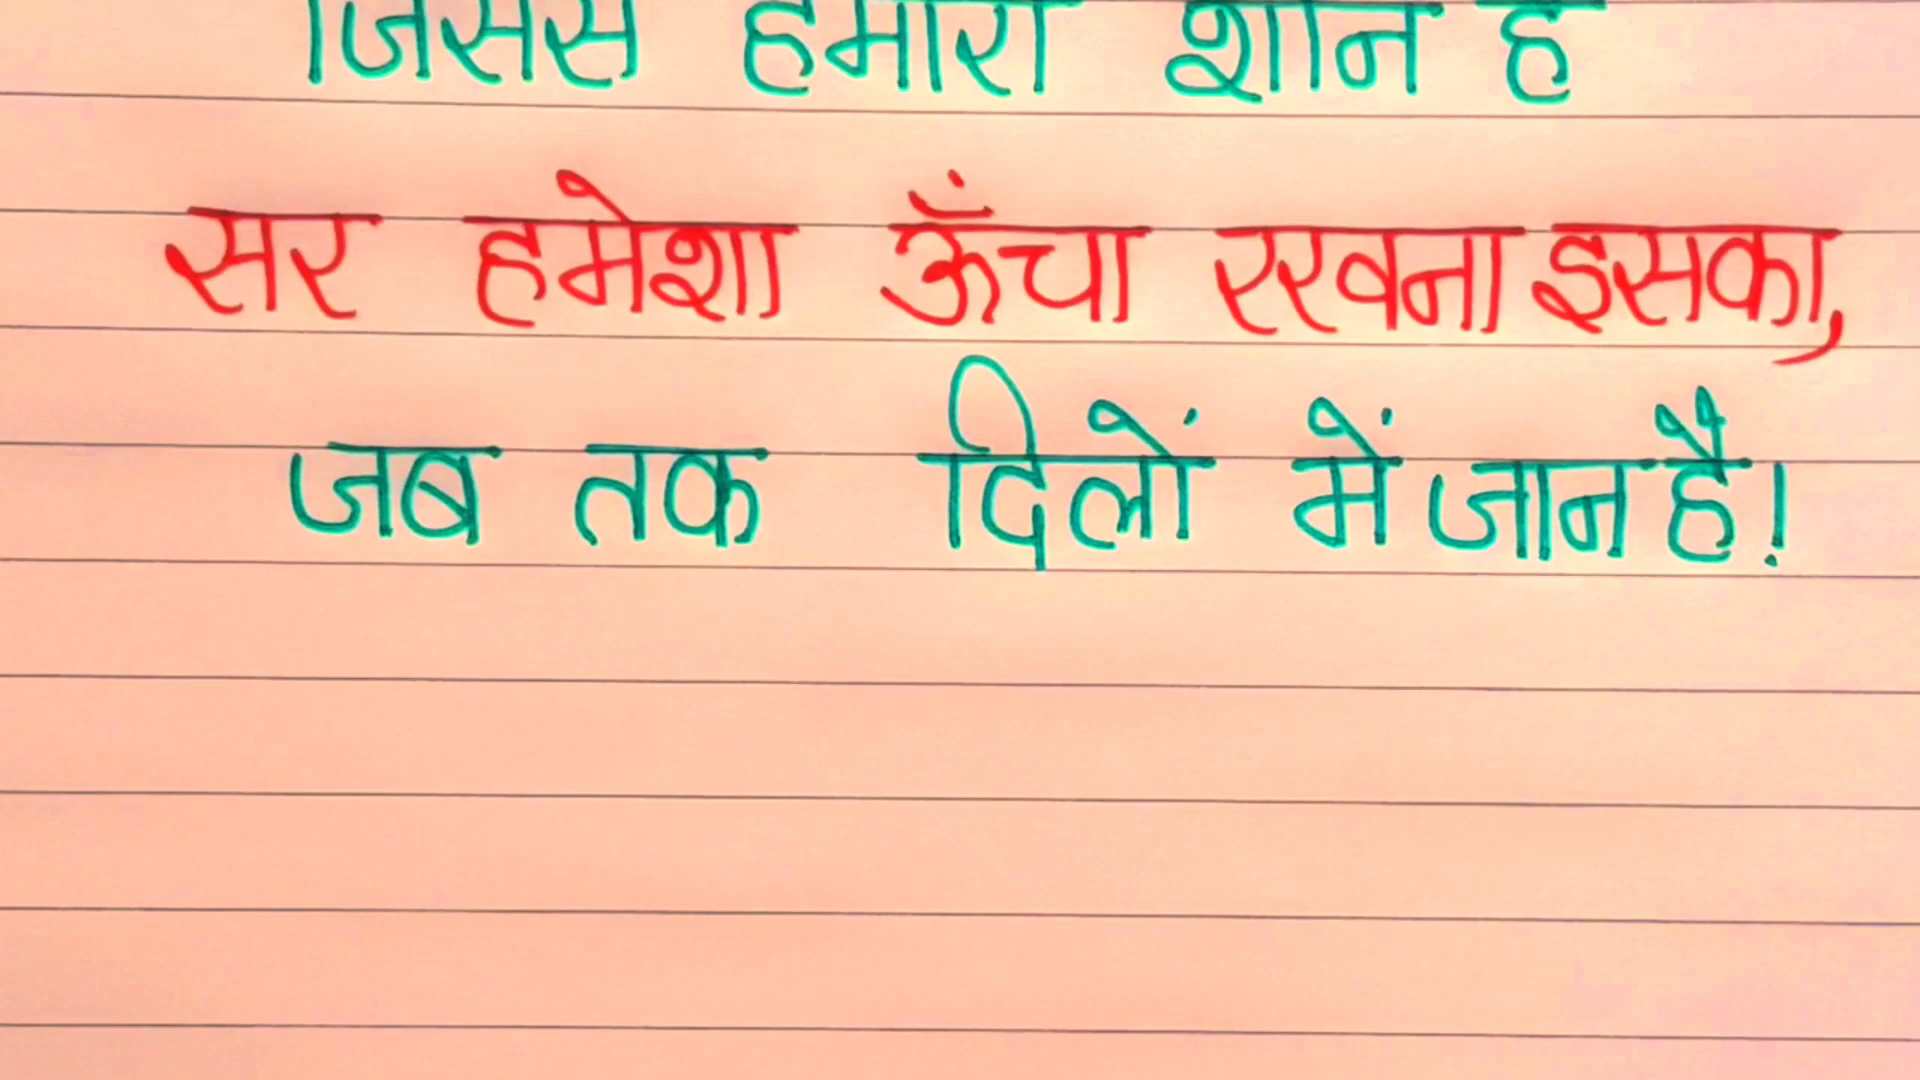 जिससे हमारी शान है
सर हमेशा ऊँचा रखना इसका,
जब तक दिलों में जान है!